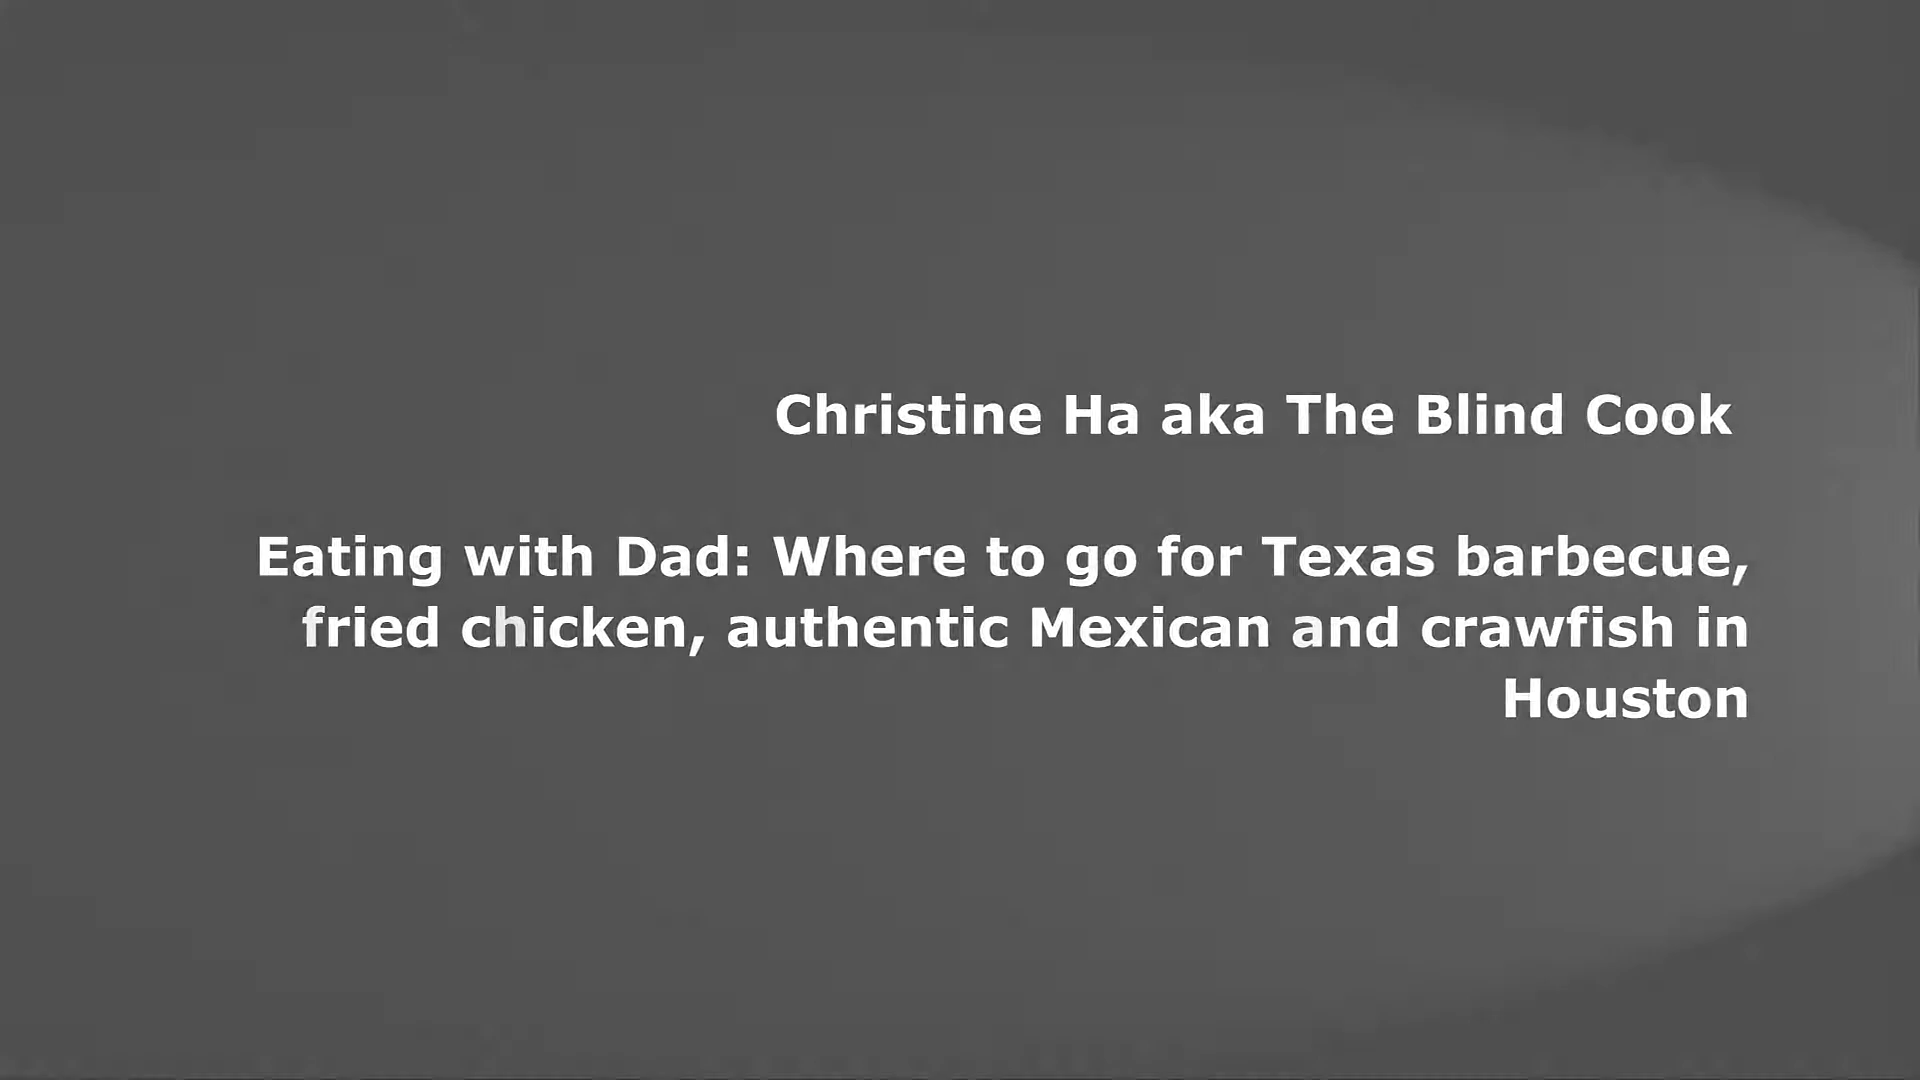 Christine Ha aka The Blind Cook
Eating with Dad: Where to go for Texas barbecue,
fried chicken, authentic Mexican and crawfish in
Houston